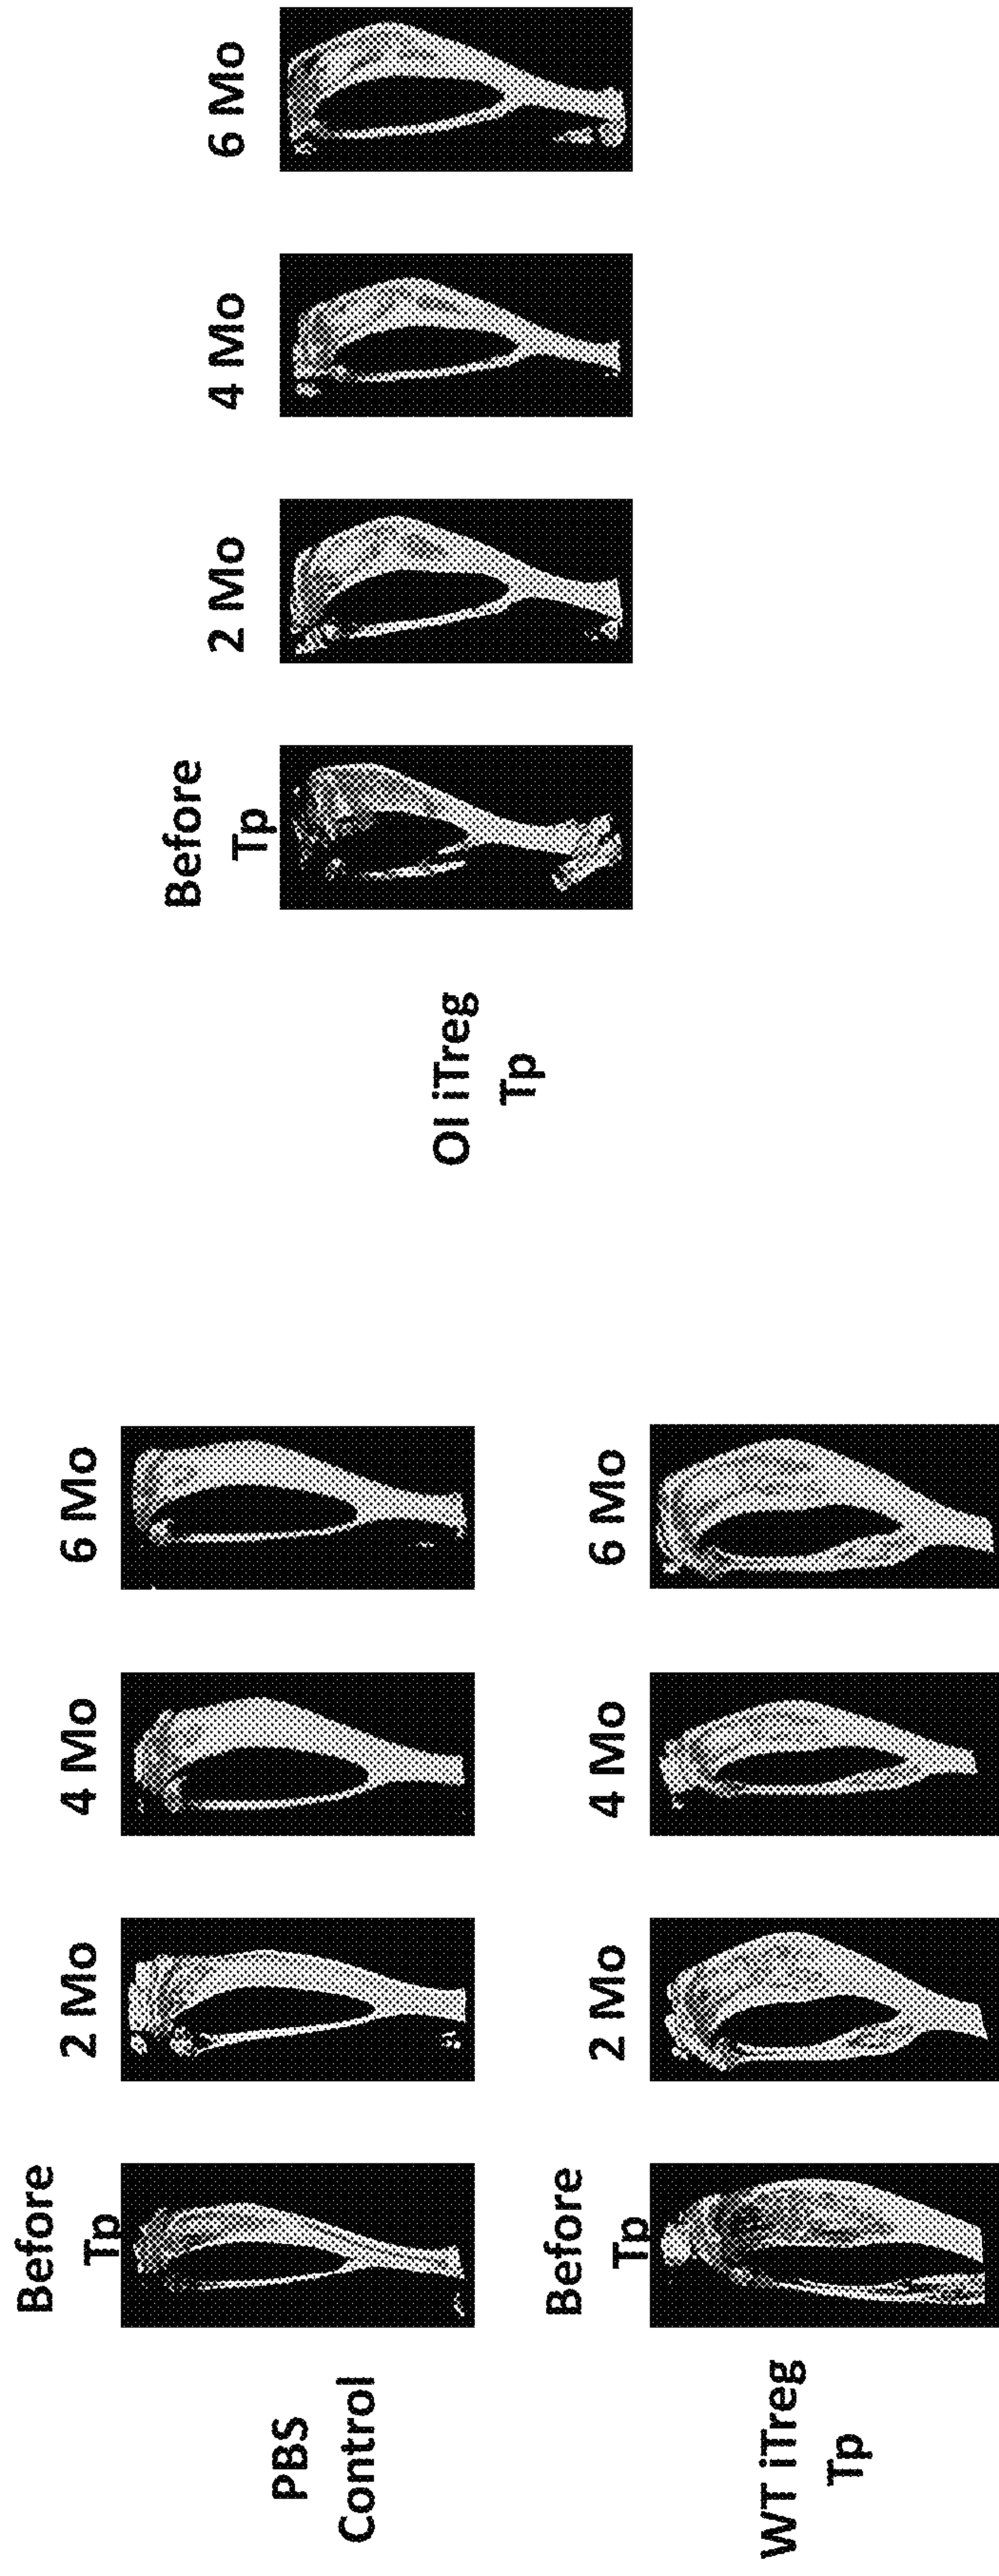 Before
Tp
2 Mo
4 Mo
6 Mo
PBS
Control
Before
Tp
2 Mo
4 Mo
6 Mo
WT iTreg
Tp
Before
Tp
2 Mo
4 Mo
6 Mo
OI iTreg
Tp